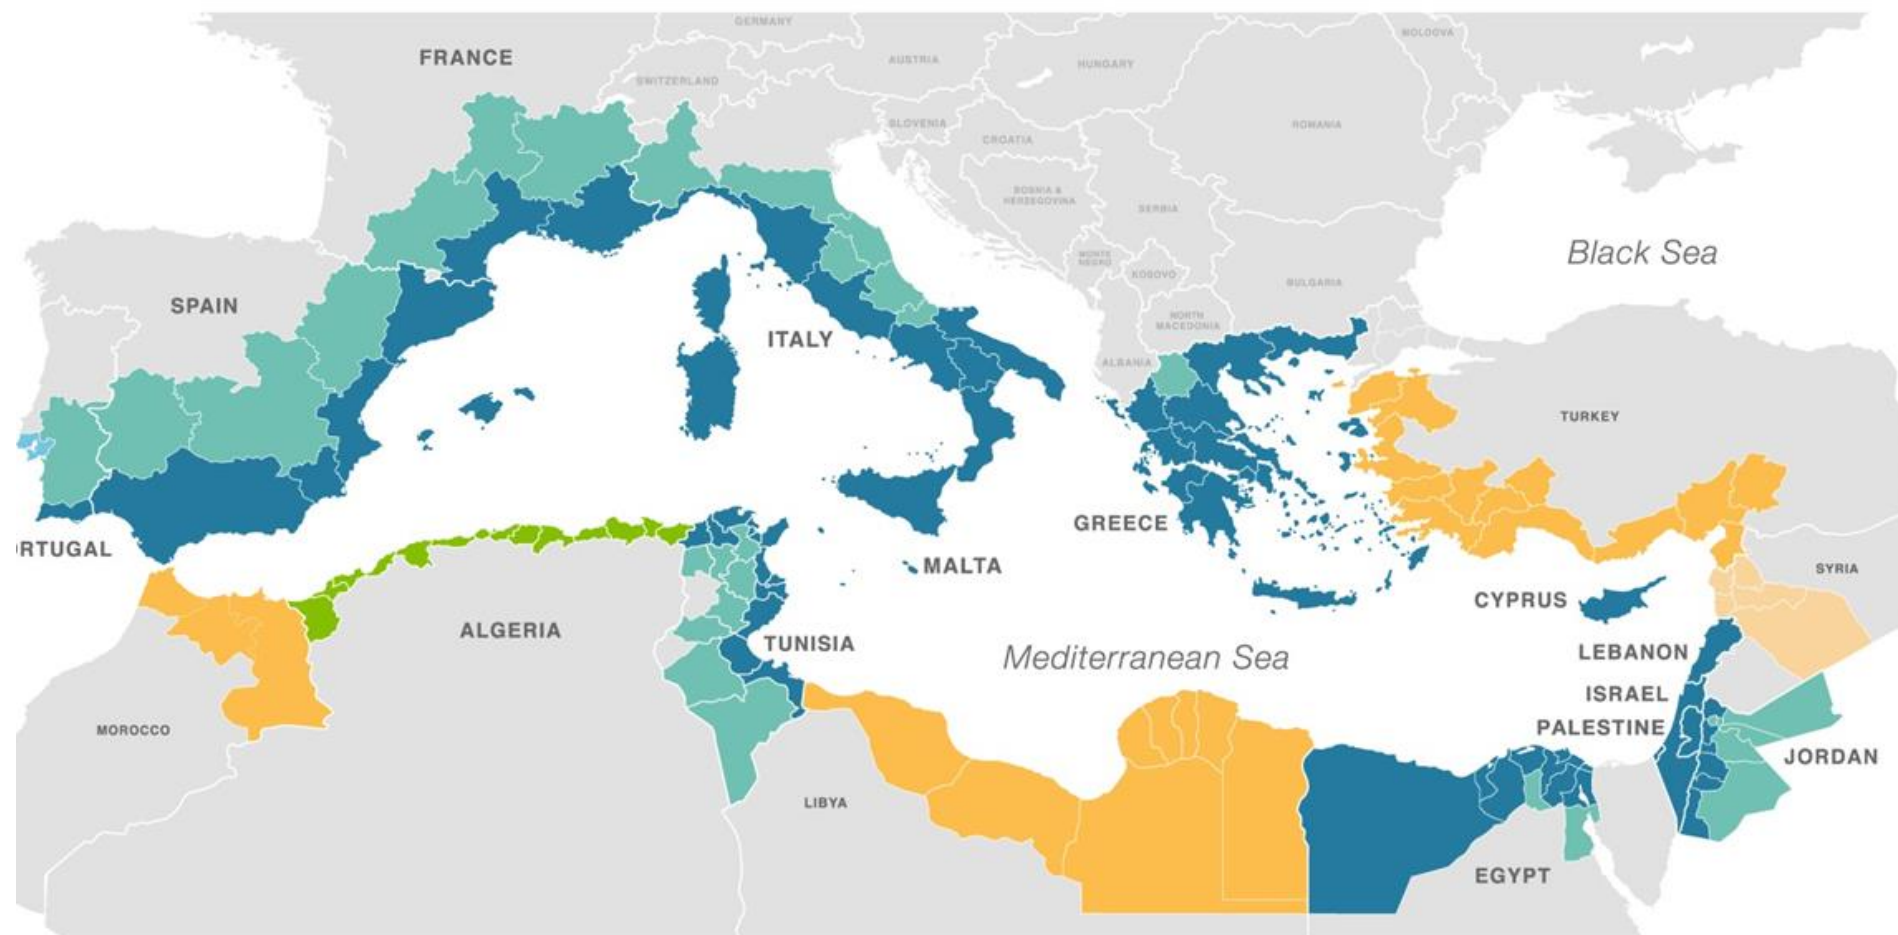 GERMANY
MOLDOVA
FRANCE
AUSTRIA
HUNGARY
SWITZERLAND
SLOVENIA
CROATIA
ROMANIA
BOSNIA &
HERZEGOVINA
SERBIA
Black Sea
MONTE
NEGRO
KOSOVO
BULGARIA
SPAIN
NORTH
MACEDONIA
ITALY
ALBANIA
TURKEY
GREECE
RTUGAL
MALTA
SYRIA
CYPRUS
ALGERIA
TUNISIA
Mediterranean Sea
LEBANON
ISRAEL
PALESTINE
MOROCCO
JORDAN
LIBYA
EGYPT